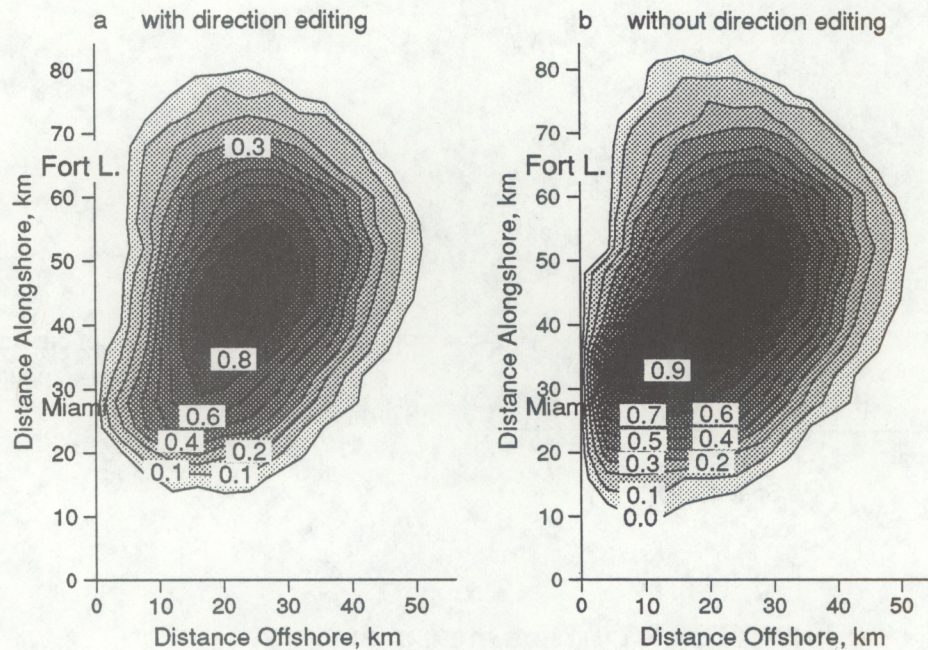 a with direction editing
80
70
Fort L.
60
50
40
30
Miami
20
10
0
0 10 20 30 40 50
Distance Alongshore, km
Distance Offshore, km
0.3
0.8
0.6
0.4
0.2
0.1 0.1
b without direction editing
80
70
Fort L.
60
50
40
30
Miami
20
10
0
0 10 20 30 40 50
Distance Alongshore, km
Distance Offshore, km
0.9
0.7 0.6
0.5 0.4
0.3 0.2
0.1
0.0